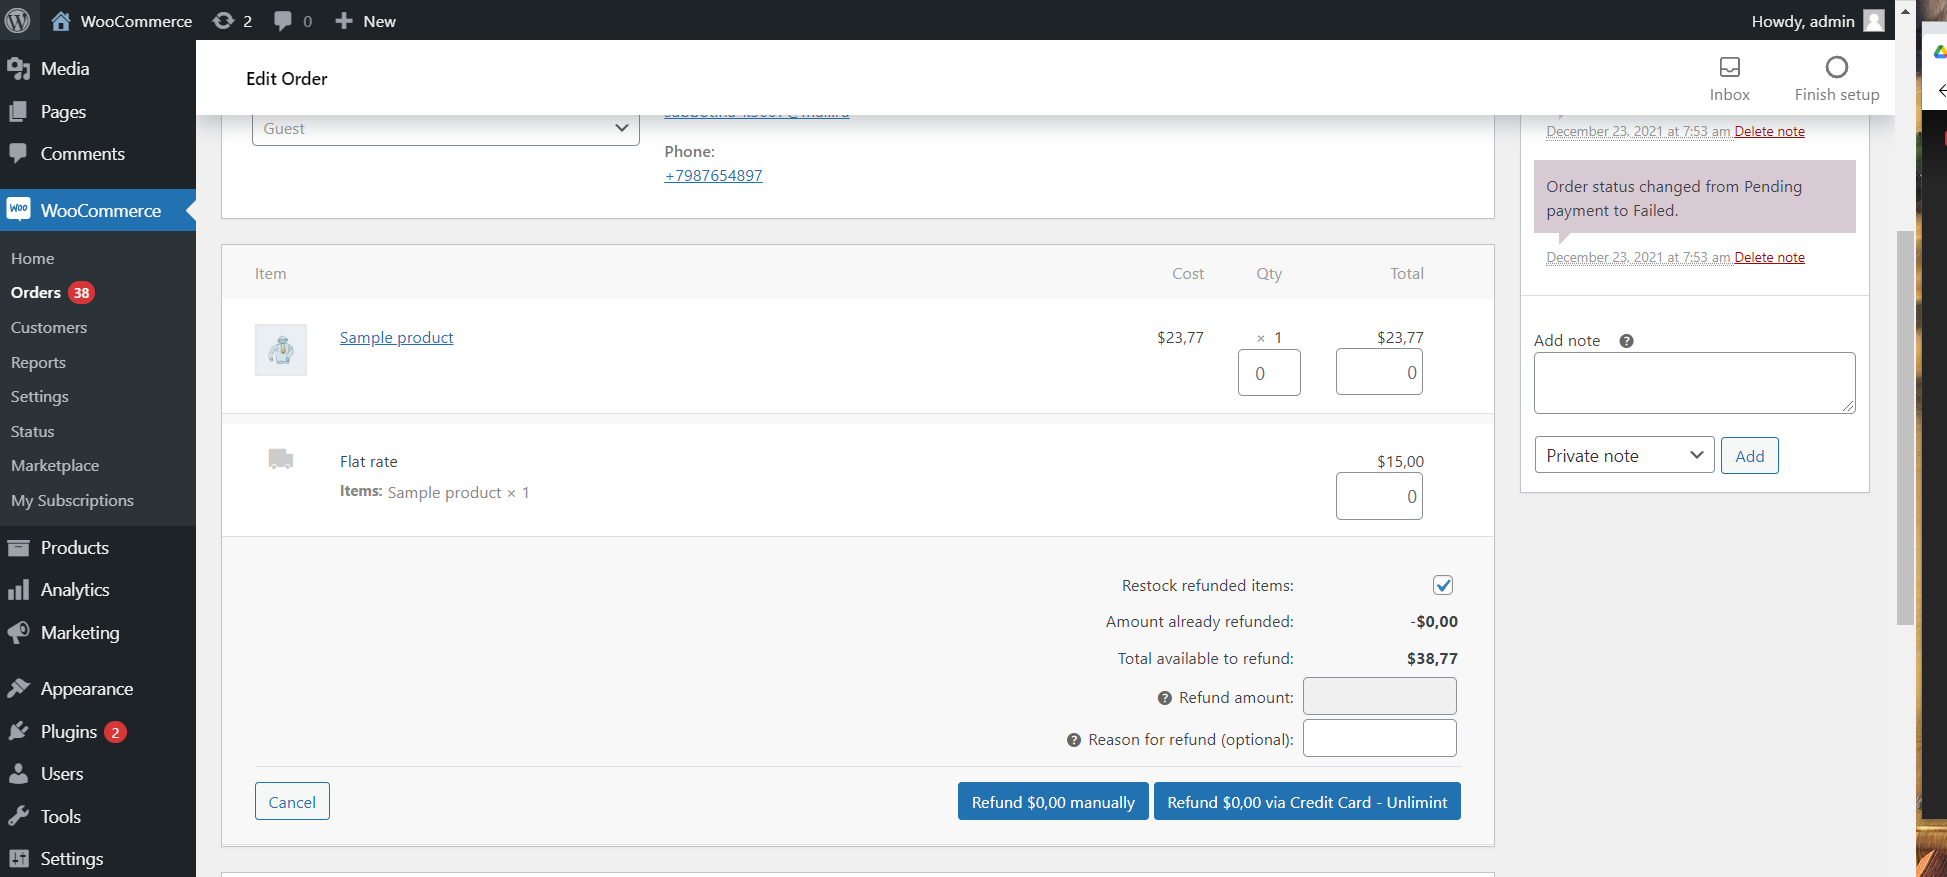 WooCommerce 2 0 New Howdy, admin
Media
Pages
Comments
Woo WooCommerce
Home
Orders 38
Customers
Reports
Settings
Status
Marketplace
My Subscriptions
Products
Analytics
Marketing
Appearance
Plugins 2
Users
Tools
Settings
Edit Order
Inbox
Finish setup
Guest
Phone:
+7987654897
Item Cost Qty Total
Sample product $23,77 × 1 $23,77
0 0
Flat rate $15,00
Items: Sample product × 1 0
Restock refunded items:
Amount already refunded: -$0,00
Total available to refund: $38,77
Refund amount:
Reason for refund (optional):
Cancel Refund $0,00 manually Refund $0,00 via Credit Card - Unlimint
December 23, 2021 at 7:53 am Delete note
Order status changed from Pending
payment to Failed.
December 23, 2021 at 7:53 am Delete note
Add note
Private note Add